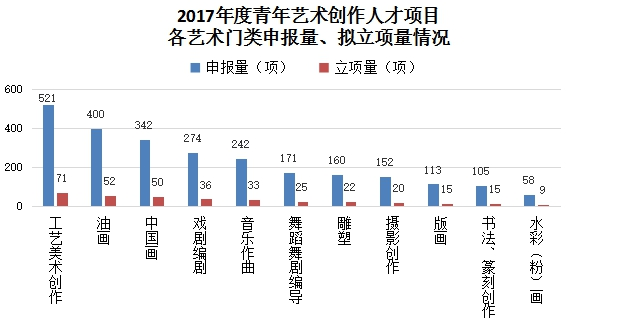 2017年度青年艺术创作人才项目
各艺术门类申报量、拟立项量情况
申报量（项） 立项量（项）
600
400
200
0
521 400 342 274 242 171 160 152 113 105 58
71 52 50 36 33 25 22 20 15 15 9
工艺美术创作
油画
中国画
戏剧编剧
音乐作曲
舞蹈舞剧编导
雕塑
摄影创作
版画
书法、篆刻创作
水彩（粉）画